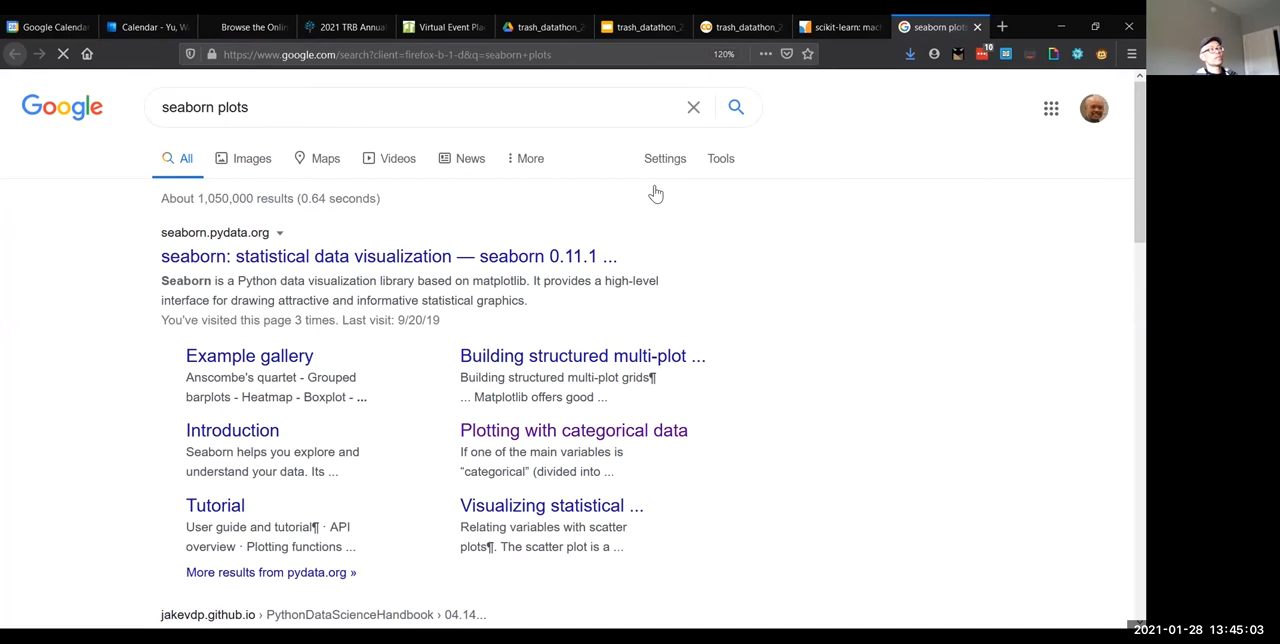 Google Calenda
Calendar - Yu, W
Browse the Onli
2021 TRB Annua
Virtual Event Pla
trash_datathon_
trash_datathon_2
trash_datathon_2
scikit-learn: mac
seaborn plots
https://www.google.com/search?client=firefox-b-1-d&q=seaborn+plots
120%
10
Google
seaborn plots
All
Images
Maps
Videos
News
More
Settings
Tools
About 1,050,000 results (0.64 seconds)
seaborn.pydata.org
seaborn: statistical data visualization — seaborn 0.11.1 ...
Seaborn is a Python data visualization library based on matplotlib. It provides a high-level
interface for drawing attractive and informative statistical graphics.
You've visited this page 3 times. Last visit: 9/20/19
Example gallery
Anscombe's quartet - Grouped
barplots - Heatmap - Boxplot - ...
Building structured multi-plot ...
Building structured multi-plot grids¶
... Matplotlib offers good ...
Introduction
Seaborn helps you explore and
understand your data. Its ...
Plotting with categorical data
If one of the main variables is
“categorical” (divided into ...
Tutorial
User guide and tutorial¶ · API
overview · Plotting functions ...
Visualizing statistical ...
Relating variables with scatter
plots¶. The scatter plot is a ...
More results from pydata.org »
jakevdp.github.io › PythonDataScienceHandbook › 04.14...
2021-01-28 13:45:03